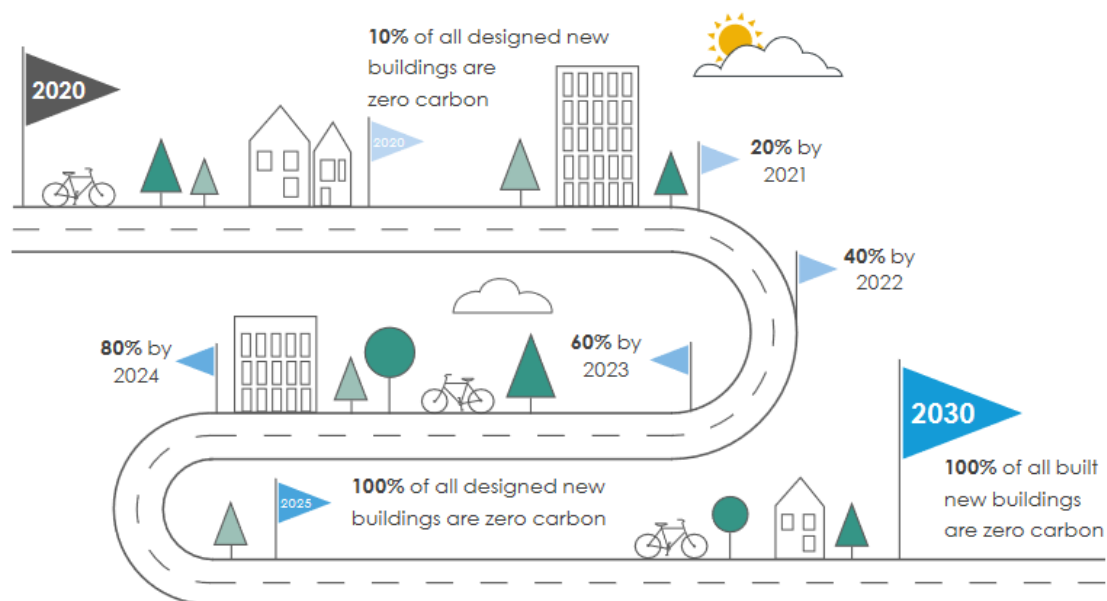 2020
10% of all designed new
buildings are
zero carbon
2020
20% by
2021
40% by
2022
60% by
2023
80% by
2024
2025
100% of all designed new
buildings are zero carbon
2030
100% of all built
new buildings
are zero carbon